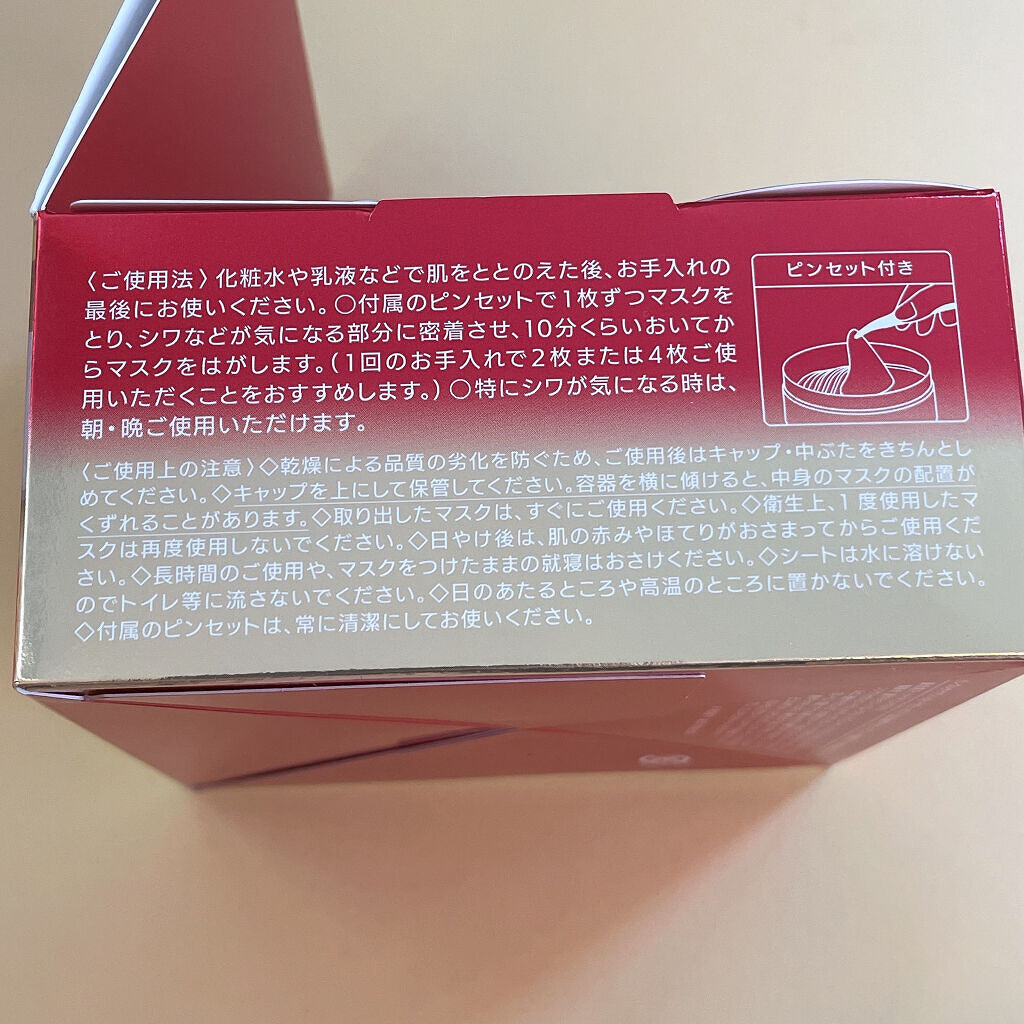 〈ご使用法〉化粧水や乳液などで肌をととのえた後、お手入れの
最後にお使いください。○付属のピンセットで1枚ずつマスクを
とり、シワなどが気になる部分に密着させ、10分くらいおいてか
らマスクをはがします。(1回のお手入れで2枚または4枚ご使
用いただくことをおすすめします。)○特にシワが気になる時は、
朝・晩ご使用いただけます。
ピンセット付き
〈ご使用上の注意〉◇乾燥による品質の劣化を防ぐため、ご使用後はキャップ・中ぶたをきちんとし
めてください。◇キャップを上にして保管してください。容器を横に傾けると、中身のマスクの配置が
くずれることがあります。◇取り出したマスクは、すぐにご使用ください。◇衛生上、1度使用したマ
スクは再度使用しないでください。◇日やけ後は、肌の赤みやほてりがおさまってからご使用くだ
さい。◇長時間のご使用や、マスクをつけたままの就寝はおさけください。◇シートは水に溶けない
のでトイレ等に流さないでください。◇日のあたるところや高温のところに置かないでください。
◇付属のピンセットは、常に清潔にしてお使いください。